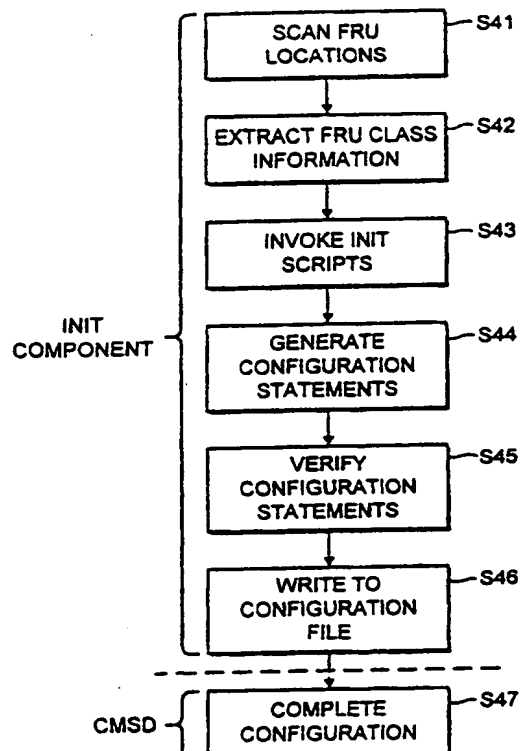 SCAN FRU
LOCATIONS
S41
EXTRACT FRU CLASS
INFORMATION
S42
INVOKE INIT
SCRIPTS
S43
INIT
COMPONENT
GENERATE
CONFIGURATION
STATEMENTS
S44
VERIFY
CONFIGURATION
STATEMENTS
S45
WRITE TO
CONFIGURATION
FILE
S46
CMSD
COMPLETE
CONFIGURATION
S47